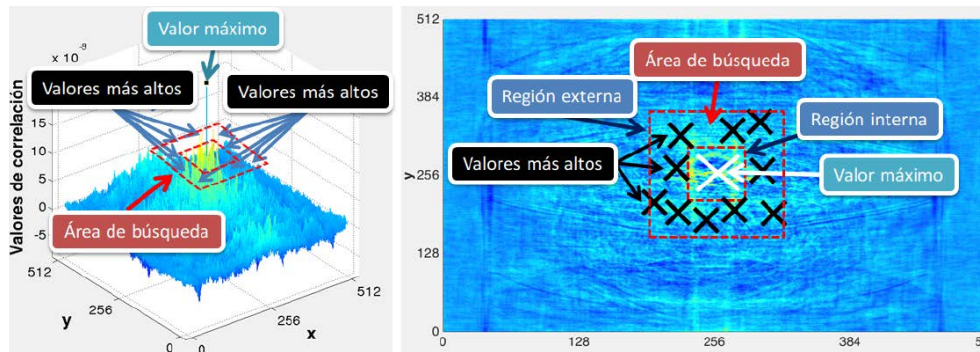 Valor máximo
x 10⁻⁹
Valores más altos
Valores más altos
Valores de correlación
15
10
5
0
-5
Área de búsqueda
512
256
0
y
0
256
512
x
512
384
256
128
0
y
Área de búsqueda
Región externa
Región interna
Valores más altos
Valor máximo
0
128
256
384